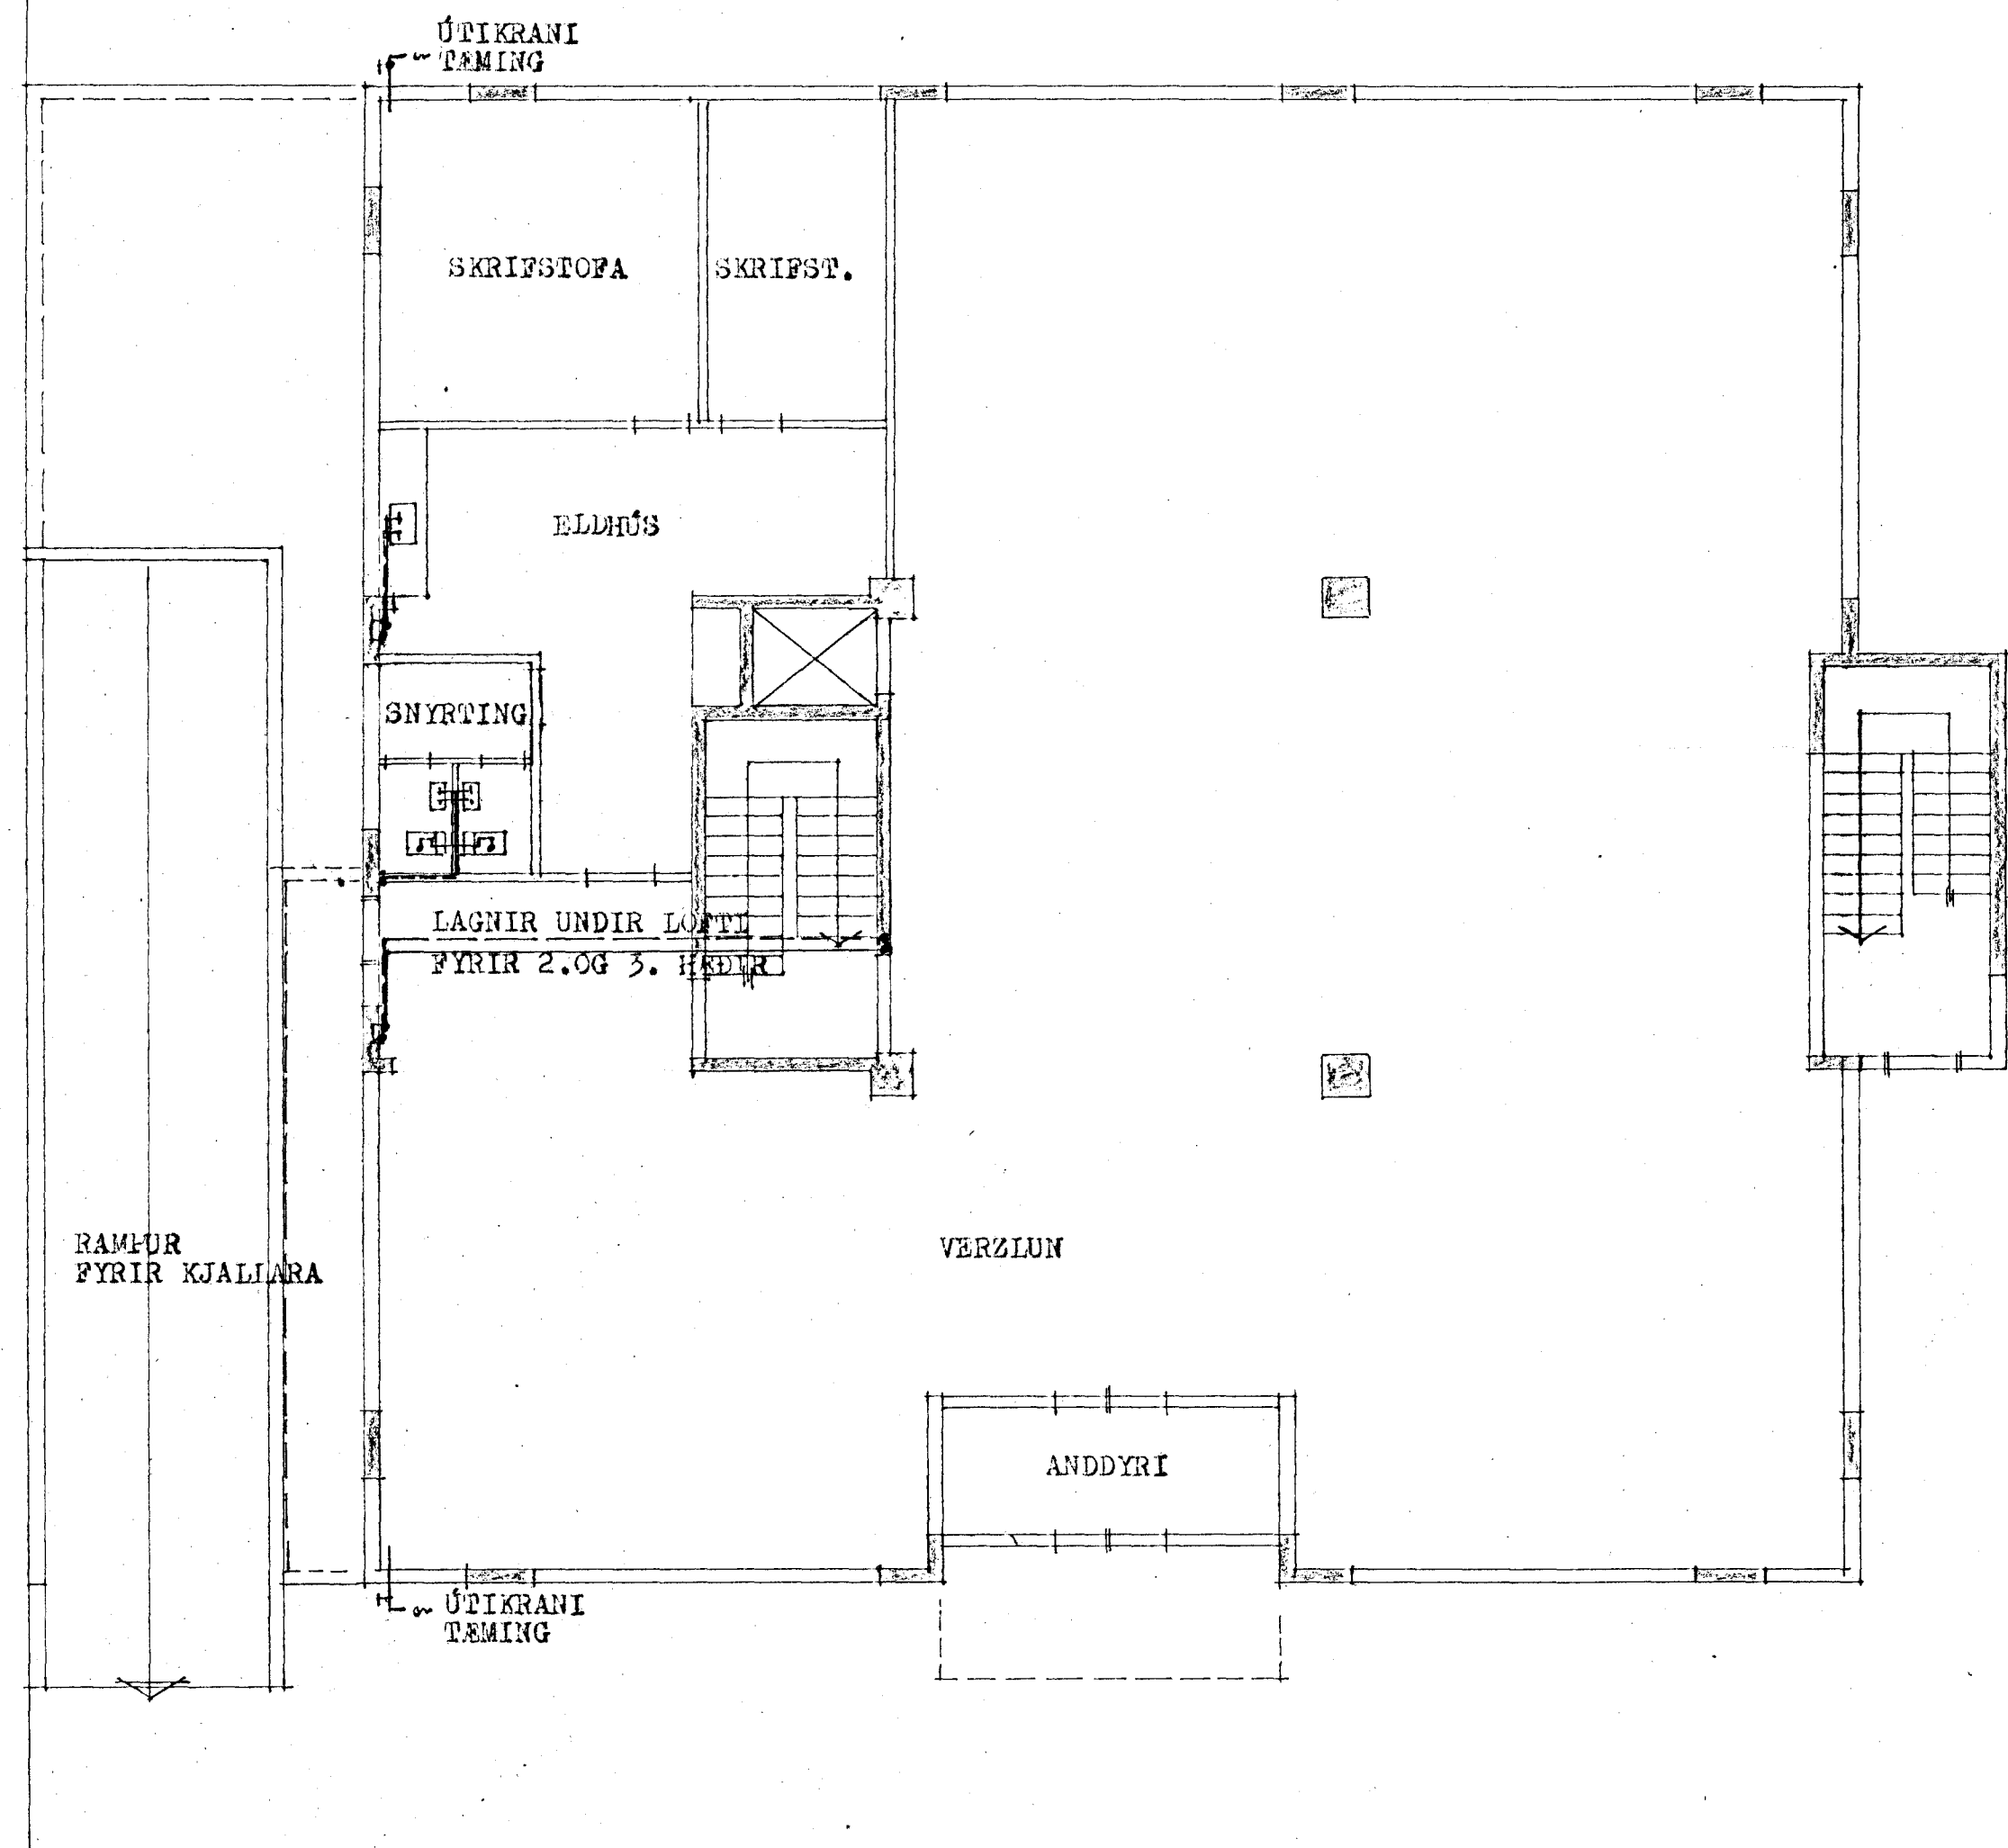 ÚTIKRANI
TÆMING
SKRIFSTOFA
SKRIFST.
ELDHÚS
SNYRTING
LAGNIR UNDIR LOFTI
FYRIR 2.OG 3. HÆÐIR
RAMPUR
FYRIR KJALLARA
VERZLUN
ANDDYRI
ÚTIKRANI
TÆMING